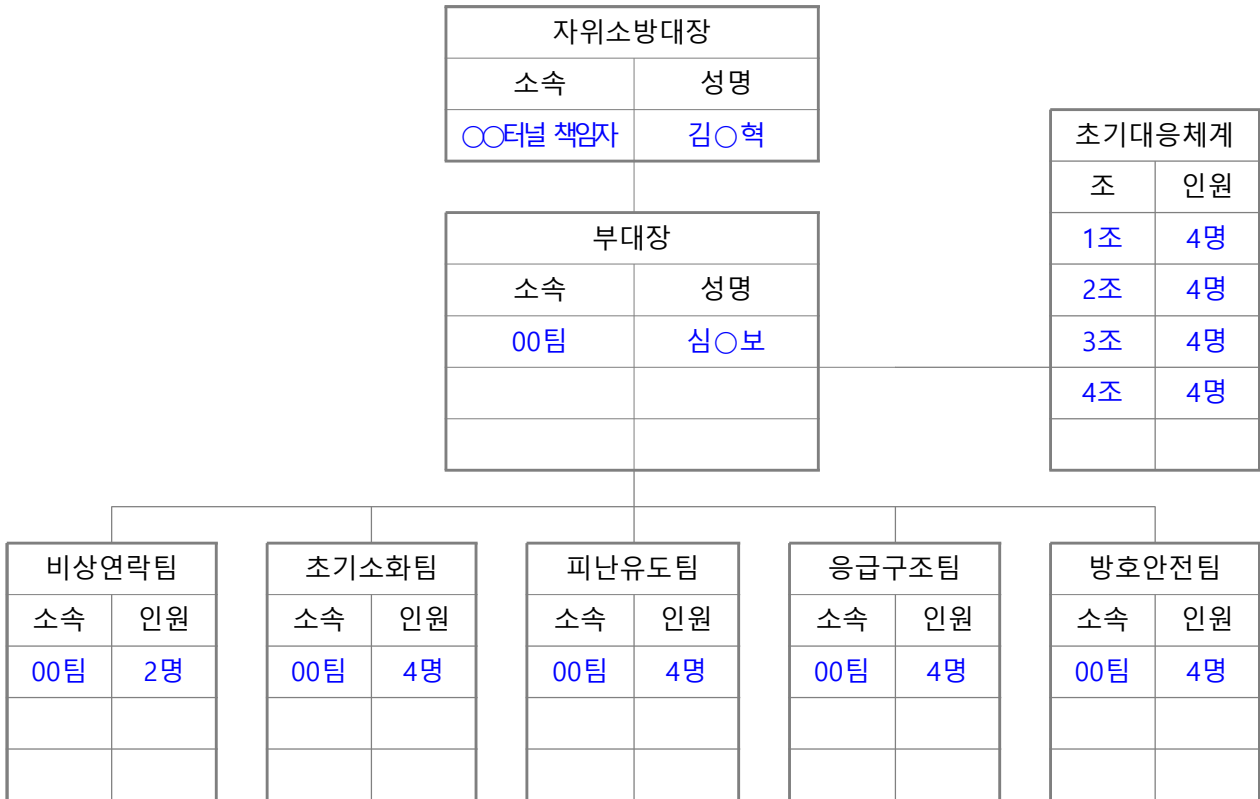 자위소방대장
소속 성명
○○터널 책임자 김○혁
초기대응체계
조 인원
1조 4명
2조 4명
3조 4명
4조 4명
부대장
소속 성명
00팀 심○보
비상연락팀 초기소화팀 피난유도팀 응급구조팀 방호안전팀
소속 인원 소속 인원 소속 인원 소속 인원 소속 인원
00팀 2명 00팀 4명 00팀 4명 00팀 4명 00팀 4명